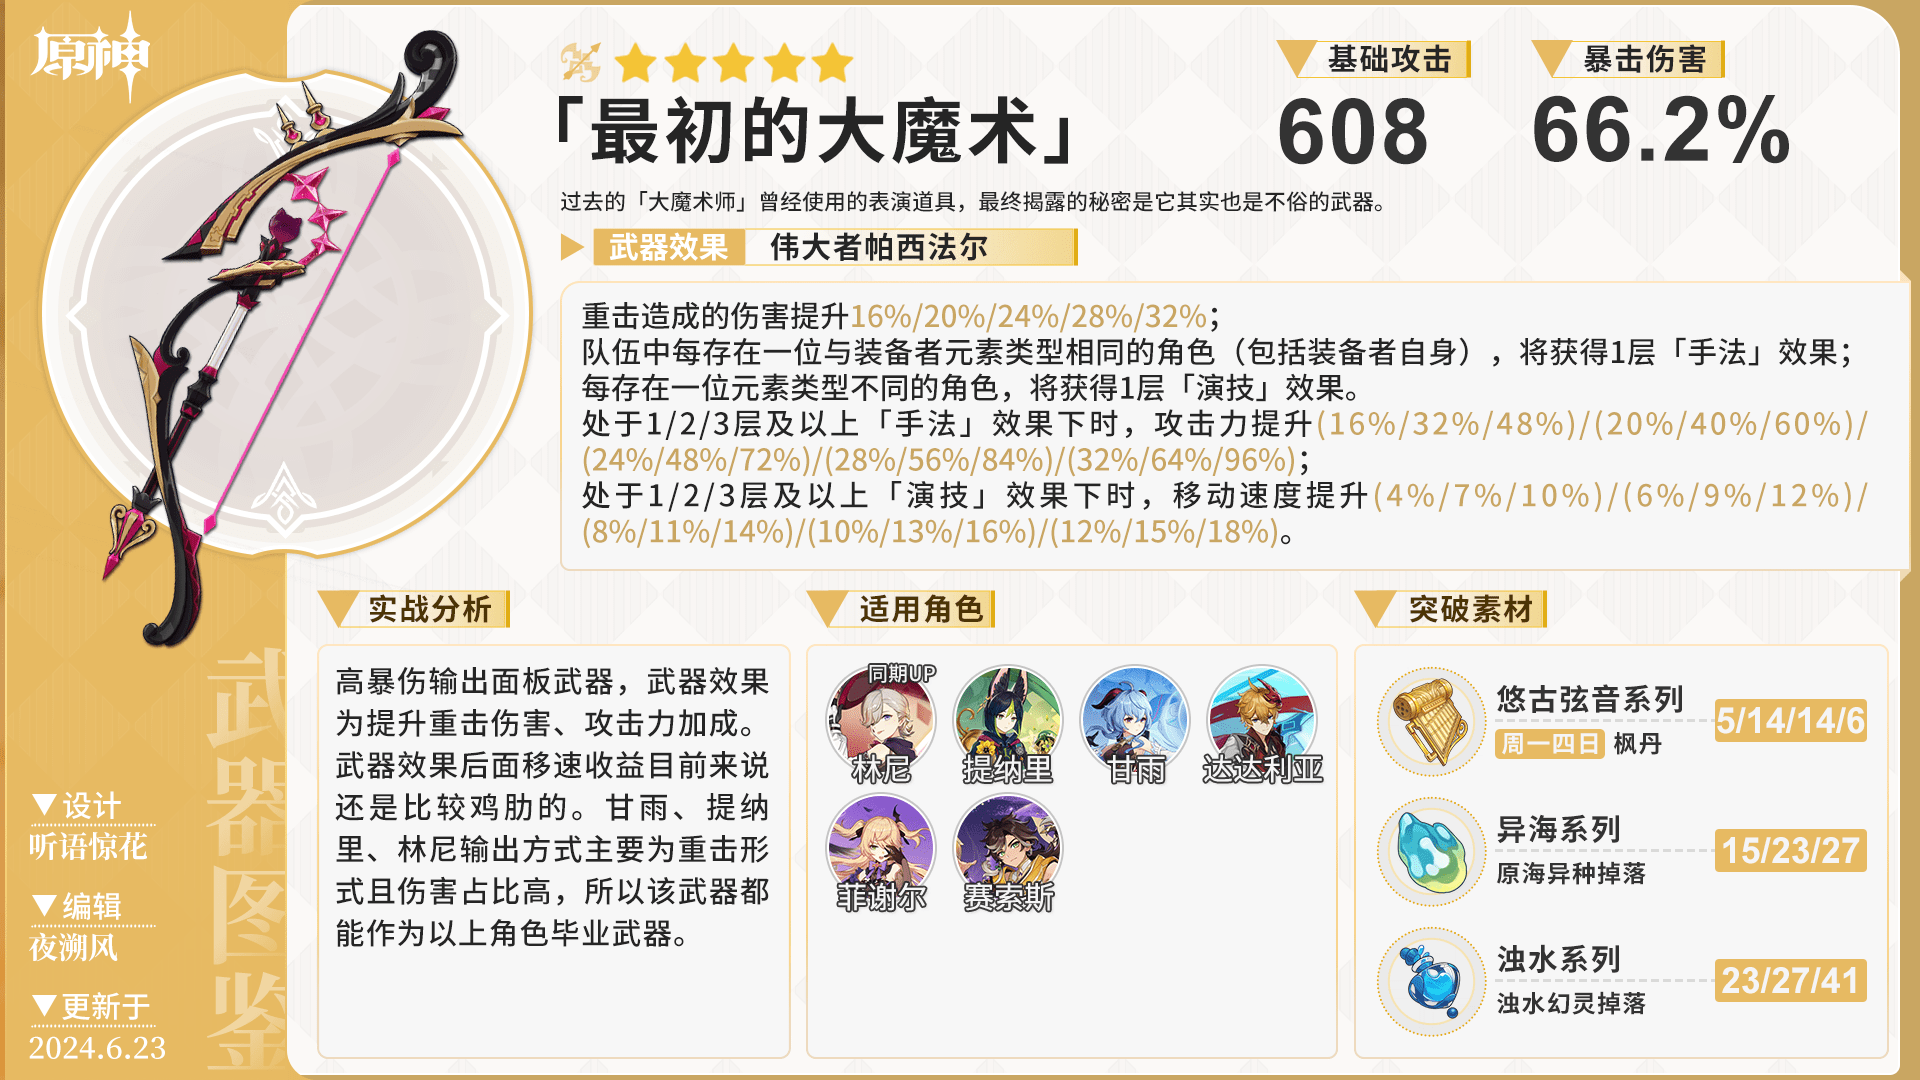 原神
「最初的大魔术」
基础攻击
608
暴击伤害
66.2%
过去的「大魔术师」曾经使用的表演道具，最终揭露的秘密是它其实也是不俗的武器。
武器效果
伟大者帕西法尔
重击造成的伤害提升16%/20%/24%/28%/32%；
队伍中每存在一位与装备者元素类型相同的角色（包括装备者自身），将获得1层「手法」效果；
每存在一位元素类型不同的角色，将获得1层「演技」效果。
处于1/2/3层及以上「手法」效果下时，攻击力提升(16%/32%/48%)/(20%/40%/60%)/
(24%/48%/72%)/(28%/56%/84%)/(32%/64%/96%)；
处于1/2/3层及以上「演技」效果下时，移动速度提升(4%/7%/10%)/(6%/9%/12%)/
(8%/11%/14%)/(10%/13%/16%)/(12%/15%/18%)。
实战分析
高暴伤输出面板武器，武器效果
为提升重击伤害、攻击力加成。
武器效果后面移速收益目前来说
还是比较鸡肋的。甘雨、提纳
里、林尼输出方式主要为重击形
式且伤害占比高，所以该武器都
能作为以上角色毕业武器。
适用角色
同期UP
林尼
提纳里
甘雨
达达利亚
菲谢尔
赛索斯
突破素材
悠古弦音系列
周一四日 枫丹
5/14/14/6
异海系列
原海异种掉落
15/23/27
浊水系列
浊水幻灵掉落
23/27/41
武器图鉴
▼设计
听语惊花
▼编辑
夜溯风
▼更新于
2024.6.23